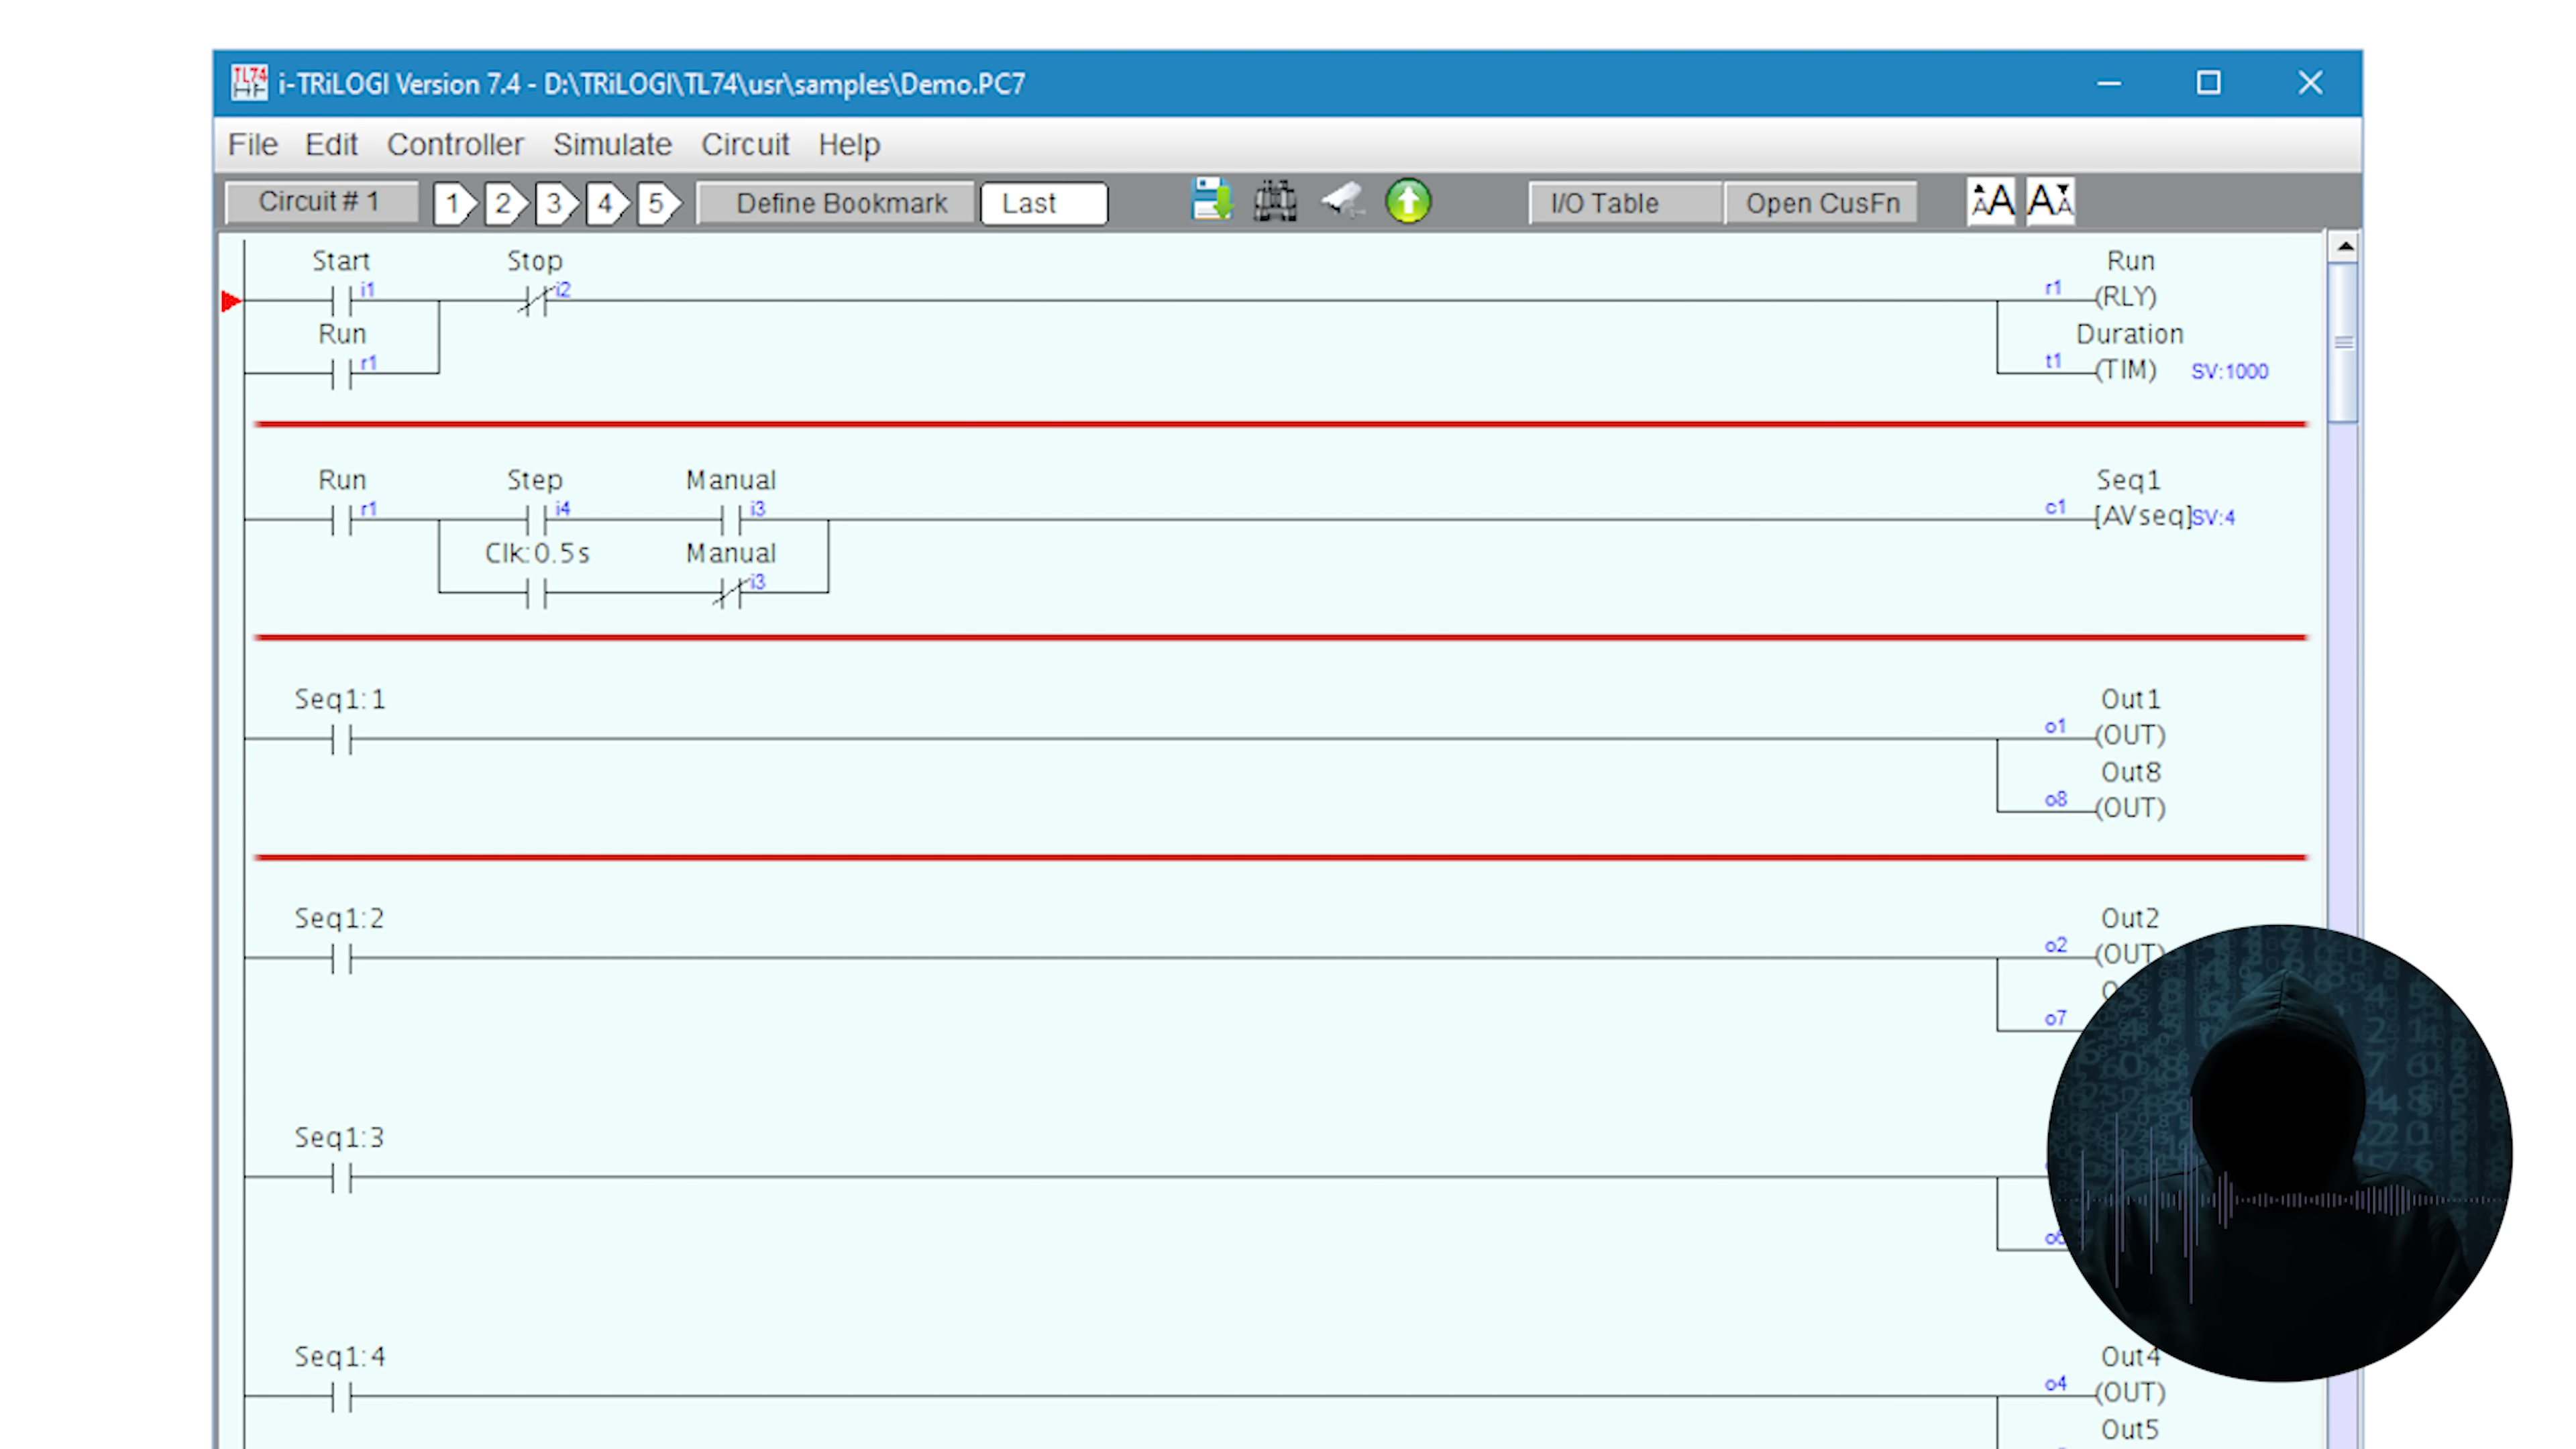 TL74
i-TRiLOGI Version 7.4 - D:\TRiLOGI\TL74\usr\samples\Demo.PC7
File Edit Controller Simulate Circuit Help
Circuit # 1 1 2 3 4 5 Define Bookmark Last I/O Table Open CusFn AA AA
Start Stop Run
i1 i2 r1 (RLY)
Run Duration
r1 t1 (TIM) SV:1000
Run Step Manual Seq1
r1 i4 i3 c1 [AVseq] SV:4
Clk:0.5s Manual
i3
Seq1:1 Out1
o1 (OUT)
Out8
o8 (OUT)
Seq1:2 Out2
o2 (OUT)
o7
Seq1:3
Seq1:4 Out4
o4 (OUT)
Out5